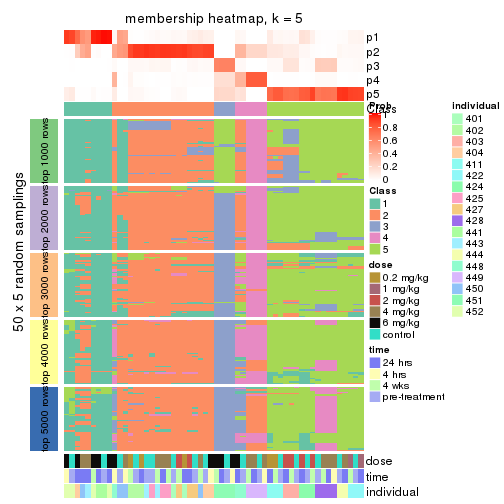 membership heatmap, k = 5
p1
p2
p3
p4
p5
Class
50 x 5 random samplings
top 1000 rows
top 2000 rows
top 3000 rows
top 4000 rows
top 5000 rows
dose
time
individual
Prob
1
0.8
0.6
0.4
0.2
0
Class
1
2
3
4
5
dose
0.2 mg/kg
1 mg/kg
2 mg/kg
4 mg/kg
6 mg/kg
control
time
24 hrs
4 hrs
4 wks
pre-treatment
individual
401
402
403
404
411
422
424
425
427
428
441
443
444
448
449
450
451
452